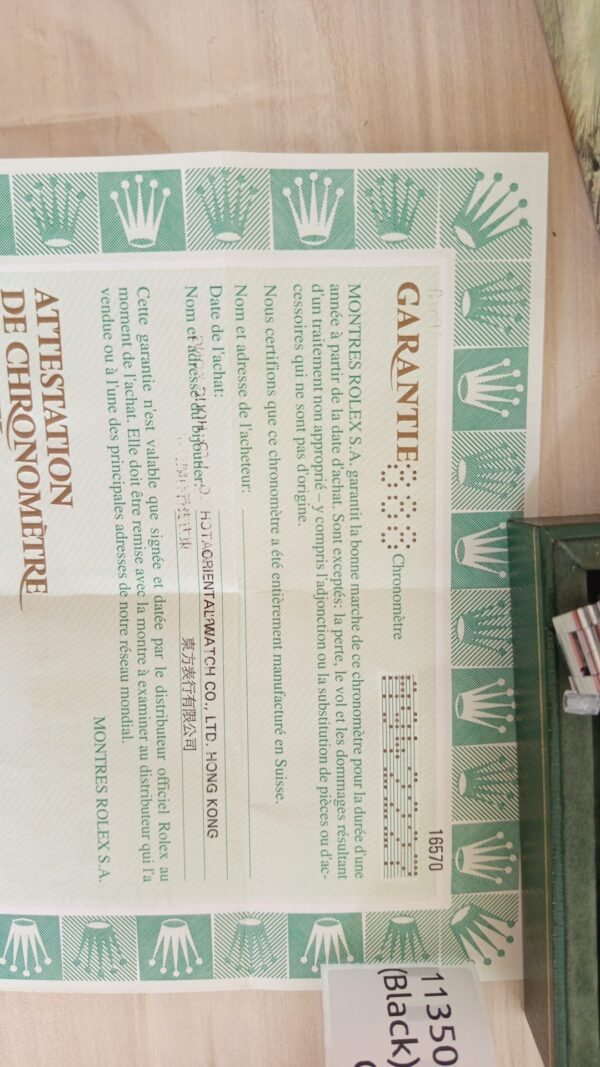 16570
GARANTIE
Chronomètre
MONTRES ROLEX S.A. garantit la bonne marche de ce chronomètre pour la durée d'une
année à partir de la date d'achat. Sont exceptés: la perte, le vol et les dommages résultant
d'un traitement non approprié – y compris l'adjonction ou la substitution de pièces ou d'ac-
cessoires qui ne sont pas d'origine.
Nous certifions que ce chronomètre a été entièrement manufacturé en Suisse.
Nom et adresse de l'acheteur:
Date de l'achat:
ORIENTAL WATCH CO., LTD. HONG KONG
Nom et adresse du bijoutier:
東方表行有限公司
Cette garantie n'est valable que signée et datée par le distributeur officiel Rolex au
moment de l'achat. Elle doit être remise avec la montre à examiner au distributeur qui l'a
vendue ou à l'une des principales adresses de notre réseau mondial.
MONTRES ROLEX S.A.
ATTESTATION
DE CHRONOMÈTRE
11350
(Black)